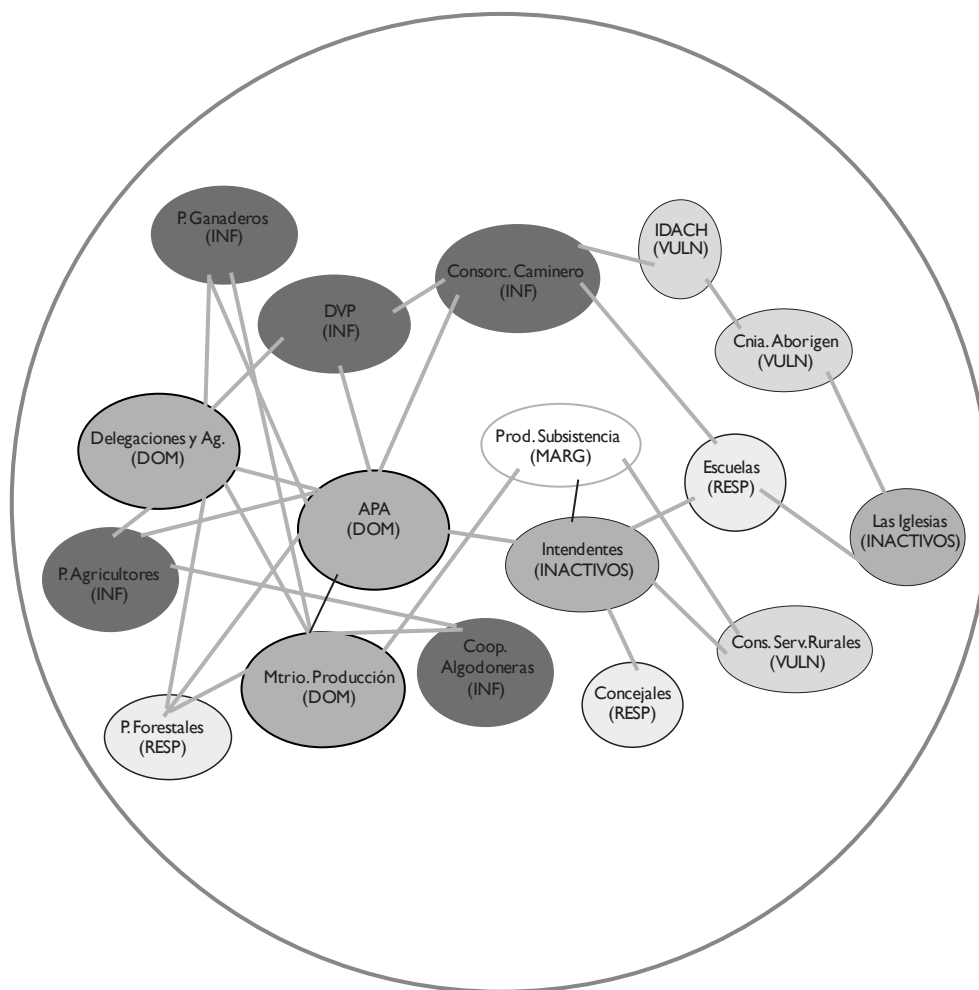 P. Ganaderos
(INF)
IDACH
(VULN)
Consorc. Caminero
(INF)
DVP
(INF)
Cnia. Aborigen
(VULN)
Delegaciones y Ag.
(DOM)
Prod. Subsistencia
(MARG)
Escuelas
(RESP)
APA
(DOM)
Las Iglesias
(INACTIVOS)
Intendentes
(INACTIVOS)
P. Agricultores
(INF)
Cons. Serv. Rurales
(VULN)
Coop.
Algodoneras
(INF)
Mtrio. Producción
(DOM)
Concejales
(RESP)
P. Forestales
(RESP)